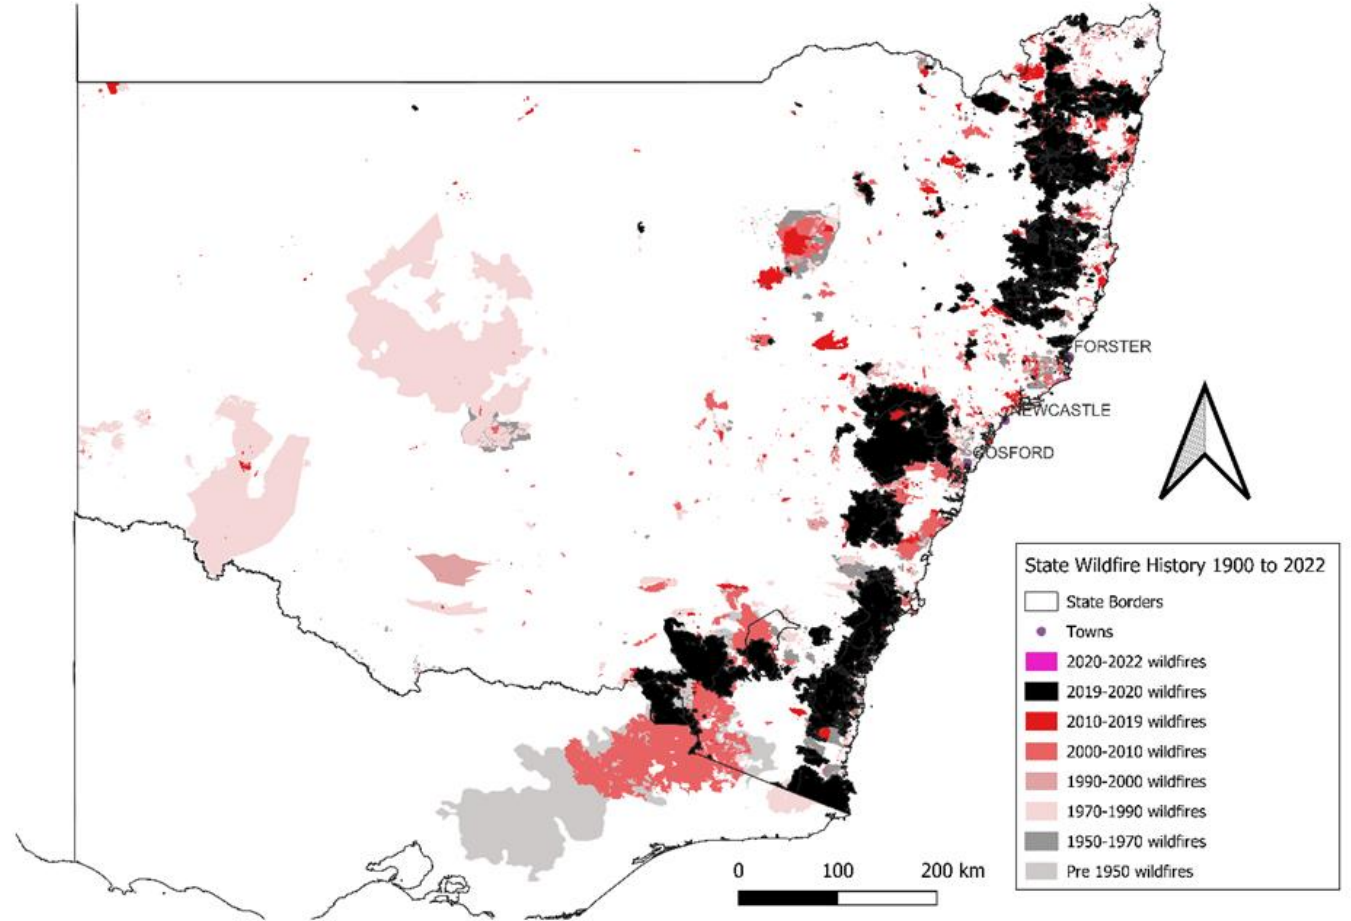 FORSTER
NEWCASTLE
GOSFORD
State Wildfire History 1900 to 2022
State Borders
Towns
2020-2022 wildfires
2019-2020 wildfires
2010-2019 wildfires
2000-2010 wildfires
1990-2000 wildfires
1970-1990 wildfires
1950-1970 wildfires
Pre 1950 wildfires
0 100 200 km